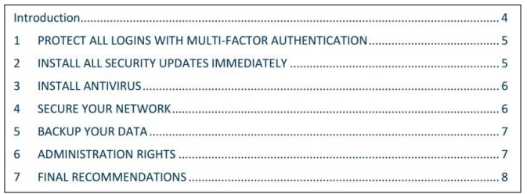 Introduction.......................................................................................................................... 4
1 PROTECT ALL LOGINS WITH MULTI-FACTOR AUTHENTICATION.................................... 5
2 INSTALL ALL SECURITY UPDATES IMMEDIATELY ............................................................ 5
3 INSTALL ANTIVIRUS........................................................................................................ 6
4 SECURE YOUR NETWORK................................................................................................ 6
5 BACKUP YOUR DATA ...................................................................................................... 7
6 ADMINISTRATION RIGHTS ............................................................................................. 7
7 FINAL RECOMMENDATIONS........................................................................................... 8